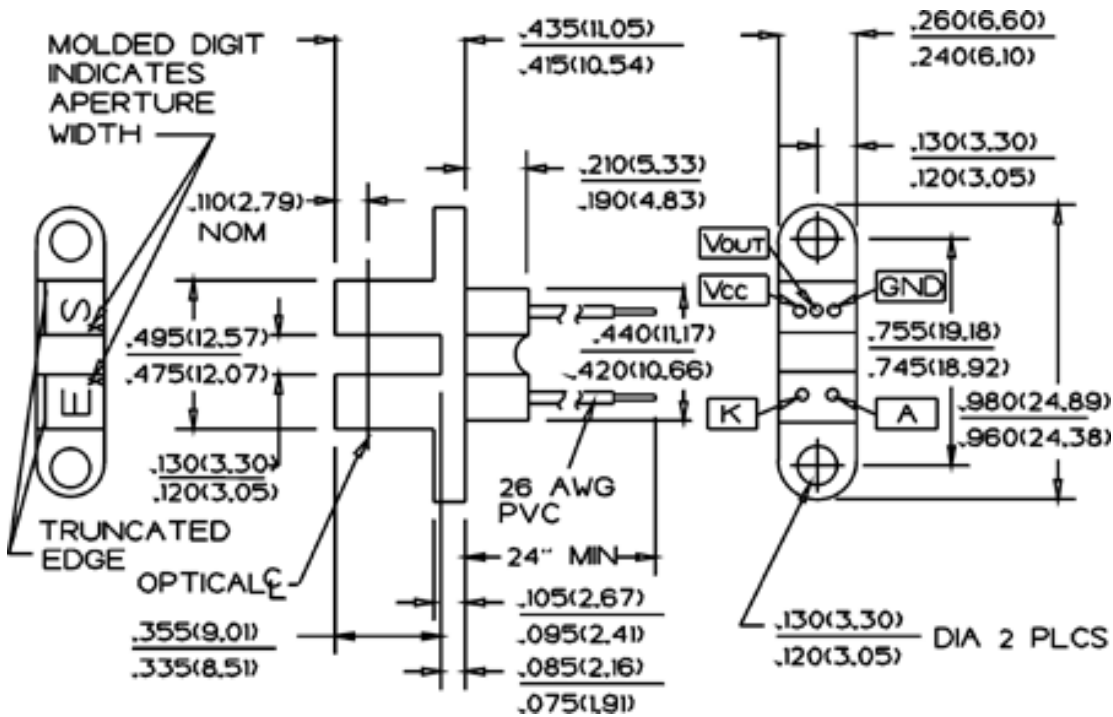 MOLDED DIGIT
INDICATES
APERTURE
WIDTH
.435(11.05)
.415(10.54)
.260(6.60)
.240(6.10)
.130(3.30)
.120(3.05)
.210(5.33)
.190(4.83)
.110(2.79)
NOM
VOUT
VCC
GND
S
E
.495(12.57)
.475(12.07)
.440(11.17)
.420(10.66)
.755(19.18)
.745(18.92)
K
A
.980(24.89)
.960(24.38)
.130(3.30)
.120(3.05)
26 AWG
PVC
TRUNCATED
EDGE
24" MIN
OPTICAL ℄
.105(2.67)
.095(2.41)
.355(9.01)
.335(8.51)
.085(2.16)
.075(1.91)
.130(3.30)
.120(3.05)
DIA 2 PLCS